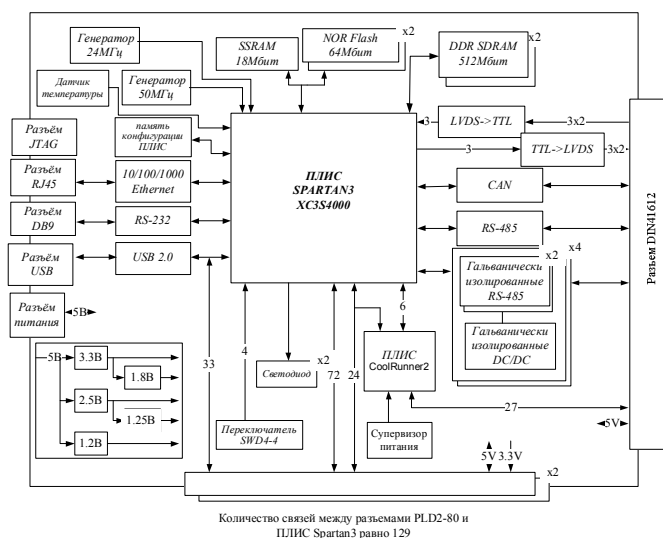 Генератор
24МГц
SSRAM
18Мбит
NOR Flash
64Мбит
x2
DDR SDRAM
512Мбит
x2
Датчик
температуры
Генератор
50МГц
Разъём
JTAG
память
конфигурации
ПЛИС
ПЛИС
SPARTAN3
XC3S4000
3
LVDS->TTL
3x2
3
TTL->LVDS
3x2
Разъём
RJ45
10/100/1000
Ethernet
CAN
Разъём
DB9
RS-232
RS-485
Разъем DIN41612
Разъём
USB
USB 2.0
x4
x2
Гальванически
изолированные
RS-485
Гальванически
изолированные
DC/DC
Разъём
питания
5В
6
5В
3.3В
1.8В
2.5В
1.25В
1.2В
33
4
Светодиод
x2
72
24
ПЛИС
CoolRunner2
Переключатель
SWD4-4
Супервизор
питания
27
5V
5V
3.3V
x2
Количество связей между разъемами PLD2-80 и
ПЛИС Spartan3 равно 129